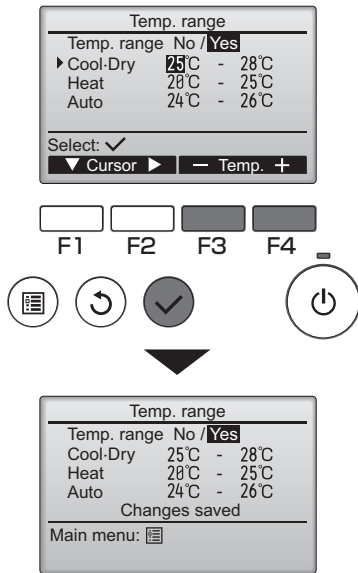 Temp. range
Temp. range No / Yes
Cool·Dry 25°C - 28°C
Heat 20°C - 25°C
Auto 24°C - 26°C
Select: ✓
▼ Cursor ▶ − Temp. +
F1 F2 F3 F4
Temp. range
Temp. range No / Yes
Cool·Dry 25°C - 28°C
Heat 20°C - 25°C
Auto 24°C - 26°C
Changes saved
Main menu: